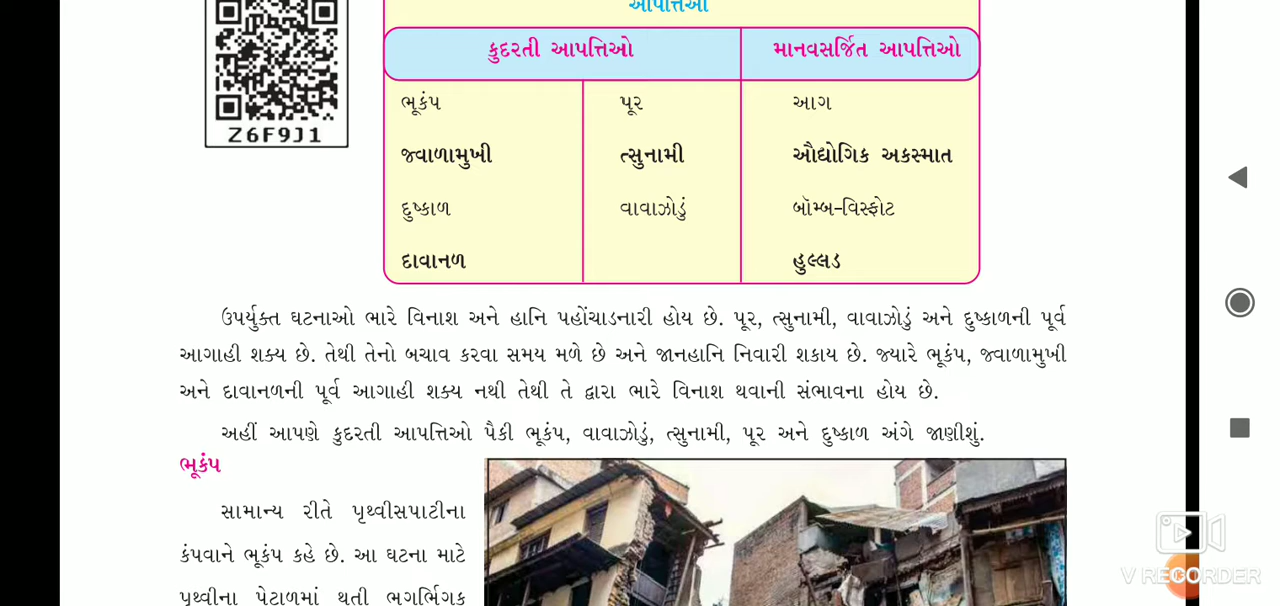 આપત્તિઓ
Z6F9J1
કુદરતી આપત્તિઓ માનવસર્જિત આપત્તિઓ
ભૂકંપ પૂર આગ
જ્વાળામુખી ત્સુનામી ઔદ્યોગિક અકસ્માત
દુષ્કાળ વાવાઝોડું બૉમ્બ-વિસ્ફોટ
દાવાનળ હુલ્લડ
ઉપર્યુક્ત ઘટનાઓ ભારે વિનાશ અને હાનિ પહોંચાડનારી હોય છે. પૂર, ત્સુનામી, વાવાઝોડું અને દુષ્કાળની પૂર્વ
આગાહી શક્ય છે. તેથી તેનો બચાવ કરવા સમય મળે છે અને જાનહાનિ નિવારી શકાય છે. જ્યારે ભૂકંપ, જ્વાળામુખી
અને દાવાનળની પૂર્વ આગાહી શક્ય નથી તેથી તે દ્વારા ભારે વિનાશ થવાની સંભાવના હોય છે.
અહીં આપણે કુદરતી આપત્તિઓ પૈકી ભૂકંપ, વાવાઝોડું, ત્સુનામી, પૂર અને દુષ્કાળ અંગે જાણીશું.
ભૂકંપ
સામાન્ય રીતે પૃથ્વીસપાટીના
કંપવાને ભૂકંપ કહે છે. આ ઘટના માટે
પૃથ્વીના પેટાળમાં થતી ભૂગર્ભિગક
V RECORDER